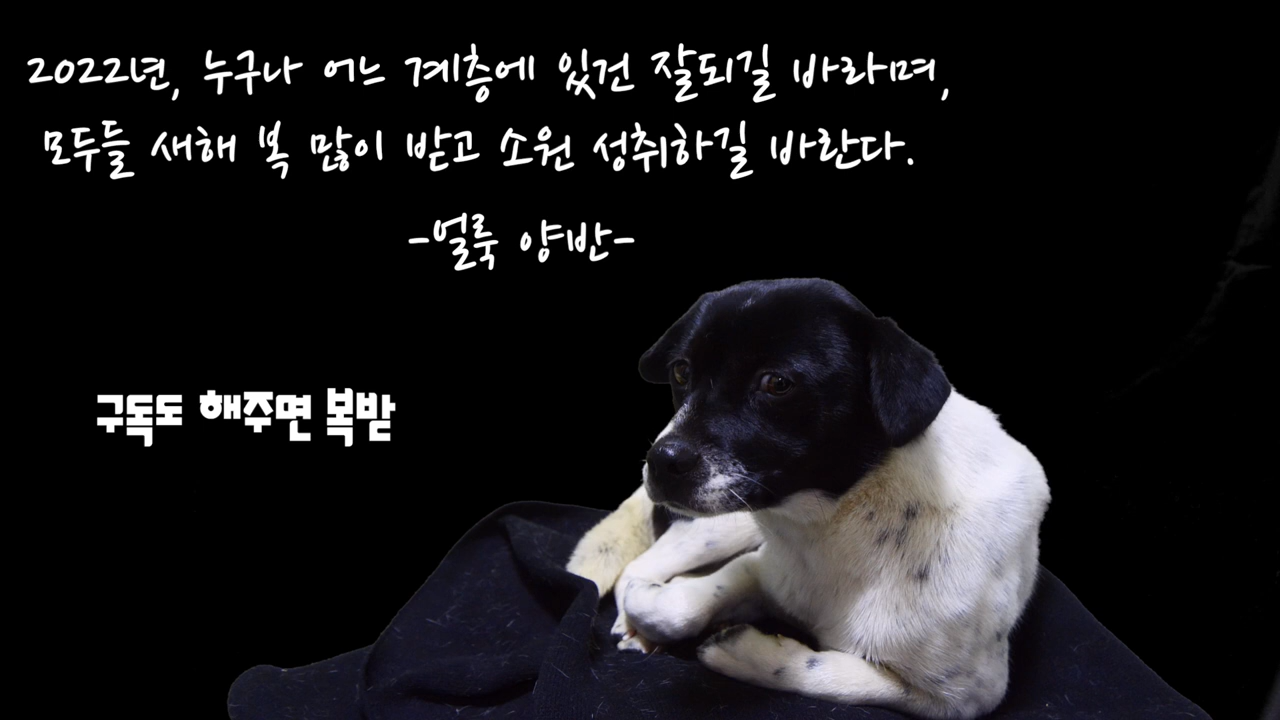 2022년, 누구나 어느 계층에 있건 잘되길 바라며,
모두들 새해 복 많이 받고 소원 성취하길 바란다.
-얼룩 양반-
구독도 해주면 복받